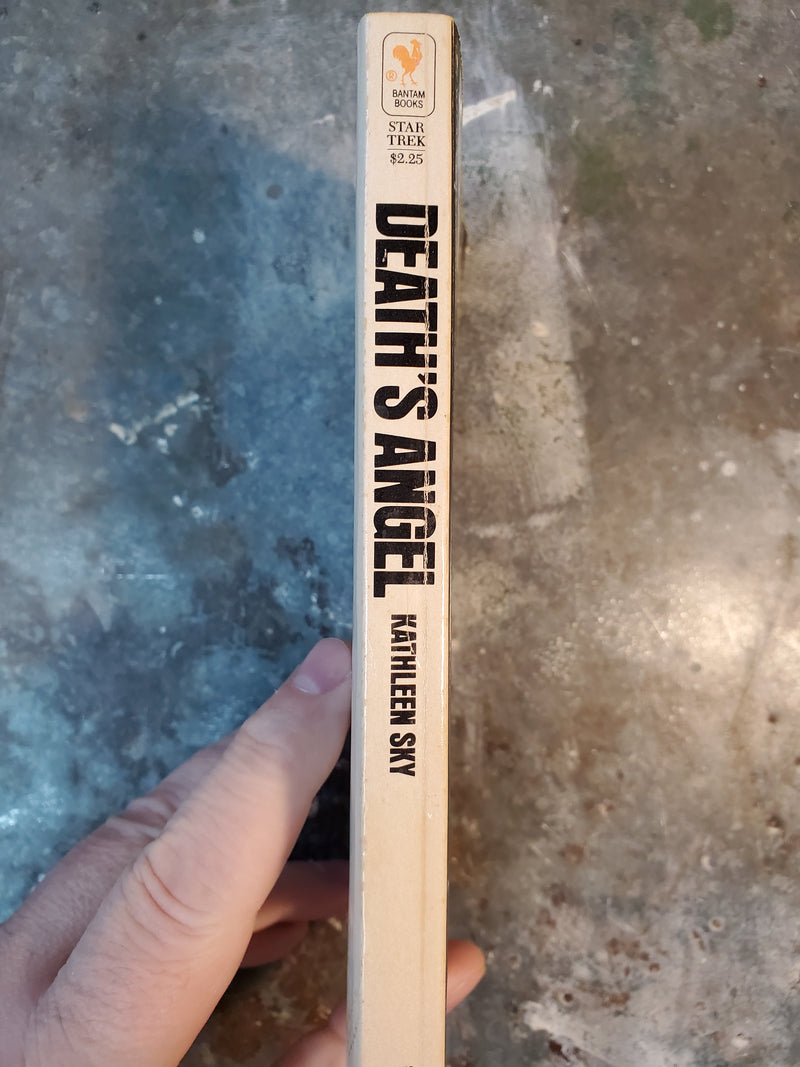 ®
BANTAM
BOOKS
STAR
TREK
$2.25
DEATH'S ANGEL
KATHLEEN SKY